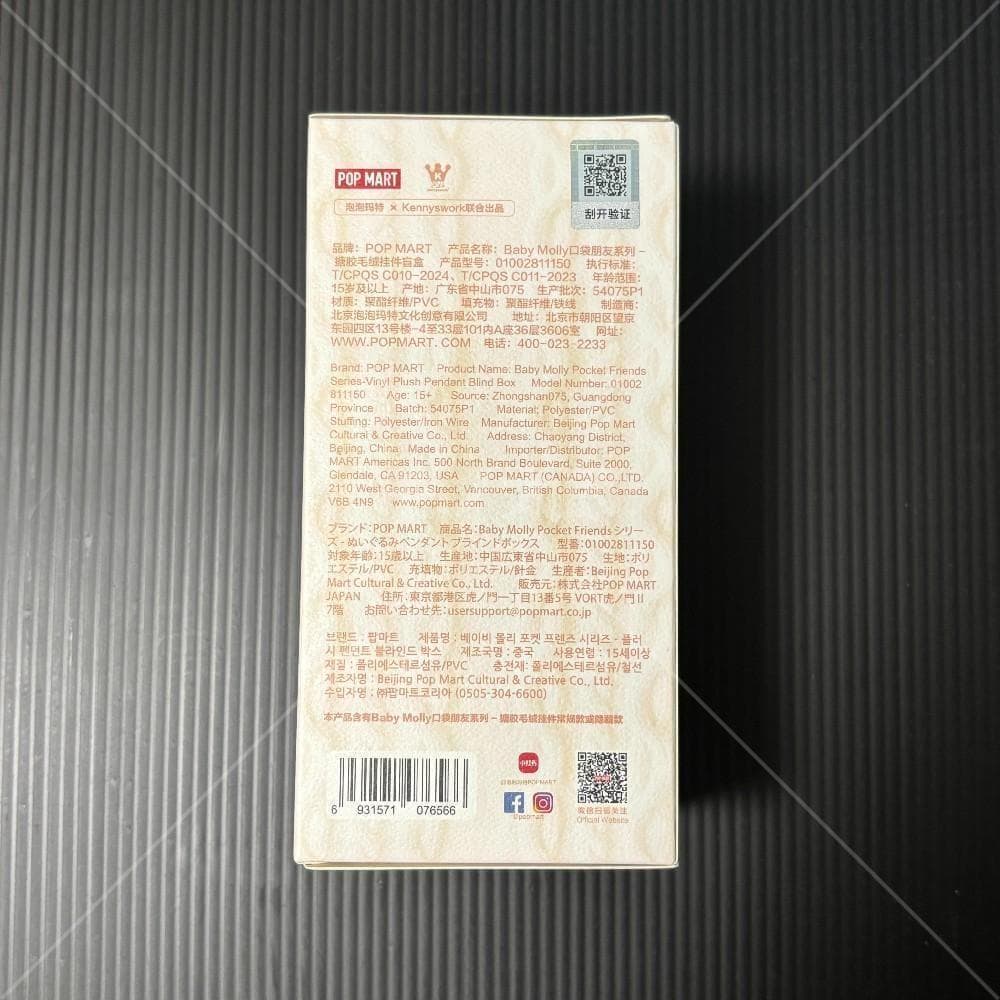 POP MART
泡泡玛特 × Kennyswork联合出品
刮开验证
品牌：POP MART 产品名称：Baby Molly口袋朋友系列 -
搪胶毛绒挂件盲盒 产品型号：01002811150 执行标准：
T/CPQS C010-2024、T/CPQS C011-2023 年龄范围：
15岁及以上 产地：广东省中山市075 生产批次：54075P1
材质：聚酯纤维/PVC 填充物：聚酯纤维/铁线 制造商：
北京泡泡玛特文化创意有限公司 地址：北京市朝阳区望京
东园四区13号楼-4至33层101内A座36层3606室 网址：
WWW.POPMART.COM 电话：400-023-2233
Brand: POP MART Product Name: Baby Molly Pocket Friends
Series-Vinyl Plush Pendant Blind Box Model Number: 01002
811150 Age: 15+ Source: Zhongshan075, Guangdong
Province Batch: 54075P1 Material: Polyester/PVC
Stuffing: Polyester/Iron Wire Manufacturer: Beijing Pop Mart
Cultural & Creative Co., Ltd. Address: Chaoyang District,
Beijing, China Made in China Importer/Distributor: POP
MART Americas Inc. 500 North Brand Boulevard, Suite 2000,
Glendale, CA 91203, USA POP MART (CANADA) CO.,LTD.
2110 West Georgia Street, Vancouver, British Columbia, Canada
V6B 4N9 www.popmart.com
ブランド：POP MART 商品名：Baby Molly Pocket Friends シリー
ズ - ぬいぐるみペンダント ブラインドボックス 型番：01002811150
対象年齢：15歳以上 生産地：中国広東省中山市075 生地：ポリ
エステル/PVC 充填物：ポリエステル/針金 生産者：Beijing Pop
Mart Cultural & Creative Co., Ltd. 販売元：株式会社POP MART
JAPAN 住所：東京都港区虎ノ門一丁目13番5号 VORT虎ノ門 II
7階 お問い合わせ先：usersupport@popmart.co.jp
브랜드 : 팝마트 제품명 : 베이비 몰리 포켓 프렌즈 시리즈 - 플러
시 펜던트 블라인드 박스 제조국명 : 중국 사용연령 : 15세이상
재질 : 폴리에스테르섬유/PVC 충전재: 폴리에스테르섬유/철선
제조자명 : Beijing Pop Mart Cultural & Creative Co., Ltd.
수입자명 : ㈜팝마트코리아 (0505-304-6600)
本产品含有Baby Molly口袋朋友系列 - 搪胶毛绒挂件常规款或隐藏款
小红书
@泡泡玛特POP MART
@popmart
6 931571 076566
微信扫描关注
Official Website